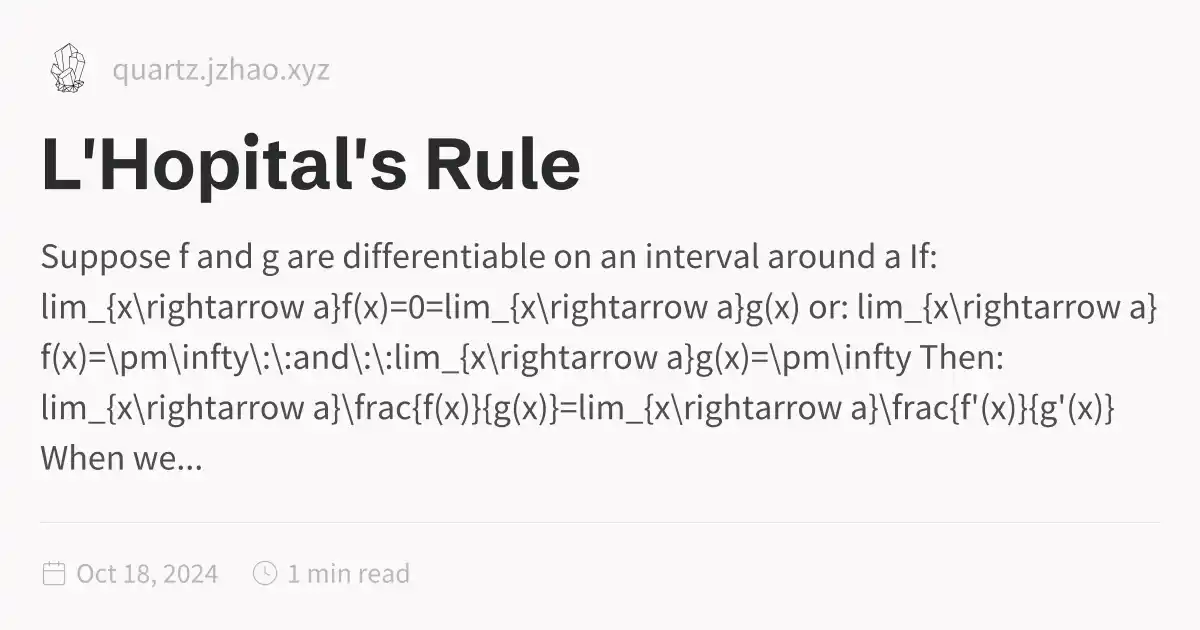 quartz.jzhao.xyz
L'Hopital's Rule
Suppose f and g are differentiable on an interval around a If:
lim_{x\rightarrow a}f(x)=0=lim_{x\rightarrow a}g(x) or: lim_{x\rightarrow a}
f(x)=\pm\infty\:\:and\:\:lim_{x\rightarrow a}g(x)=\pm\infty Then:
lim_{x\rightarrow a}\frac{f(x)}{g(x)}=lim_{x\rightarrow a}\frac{f'(x)}{g'(x)}
When we...
Oct 18, 2024 1 min read